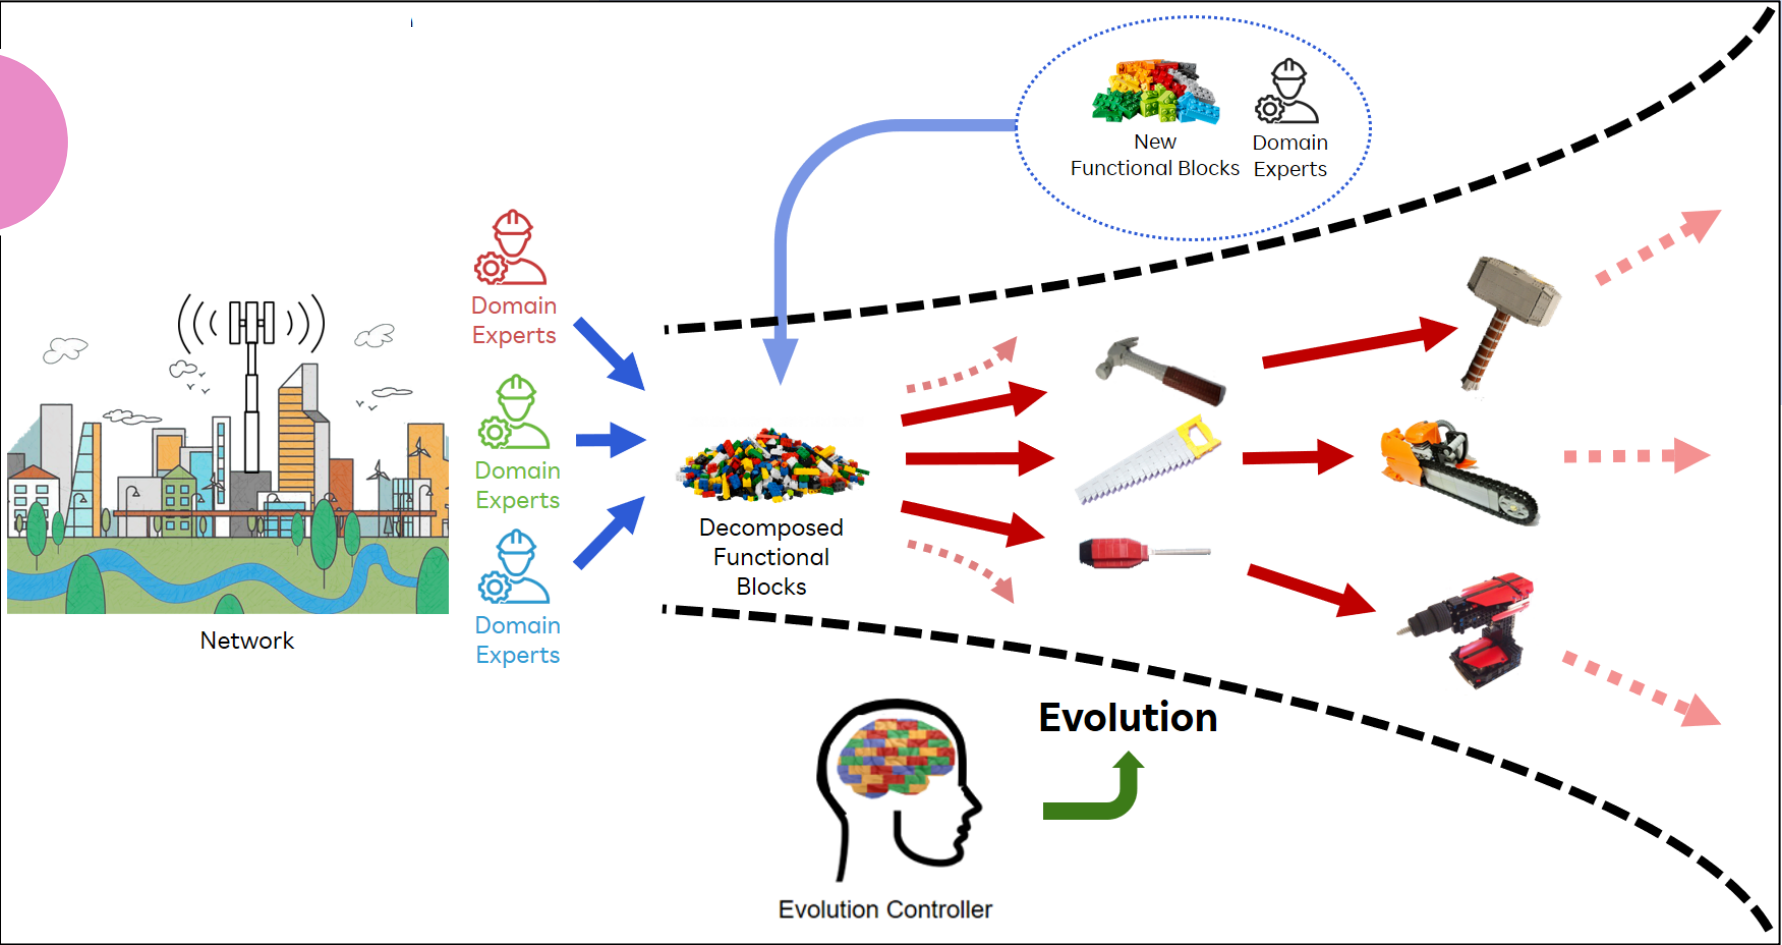 New
Functional Blocks
Domain
Experts
Domain
Experts
Domain
Experts
Domain
Experts
Decomposed
Functional
Blocks
Network
Evolution
Evolution Controller